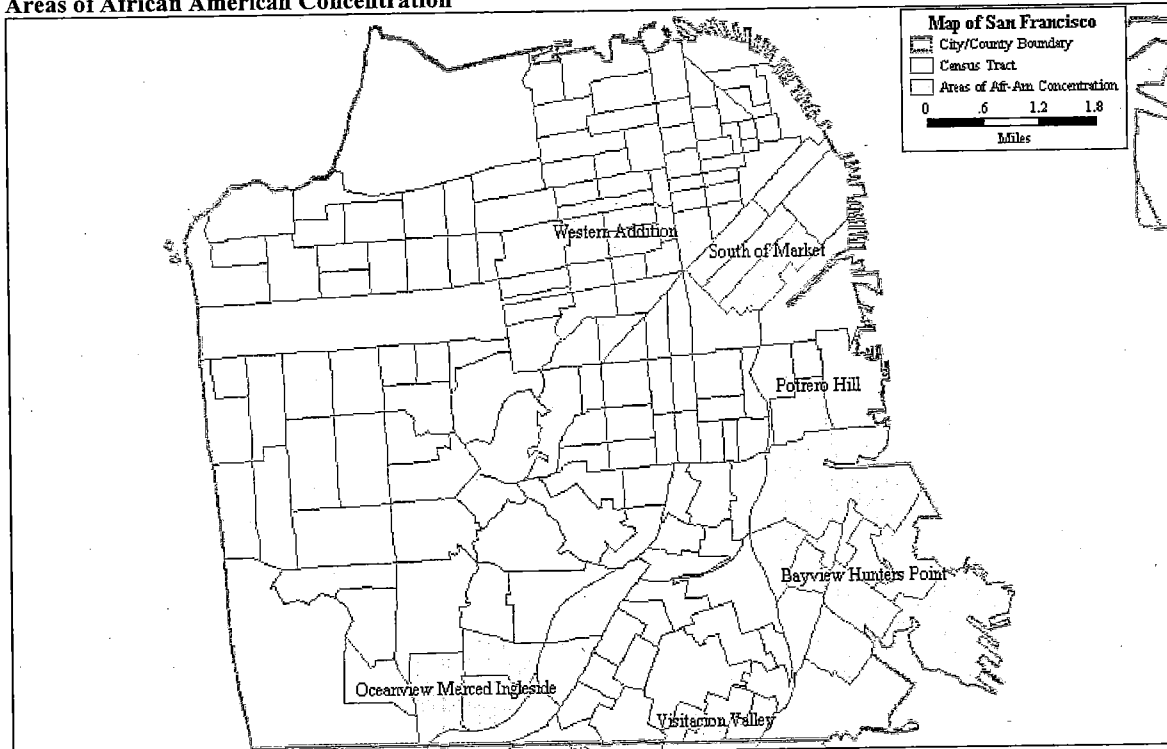 Areas of African American Concentration
Map of San Francisco
City/County Boundary
Census Tract
Areas of Afr-Am Concentration
0 .6 1.2 1.8
Miles
Western Addition
South of Market
Potrero Hill
Bayview Hunters Point
Oceanview Merced Ingleside
Visitacion Valley